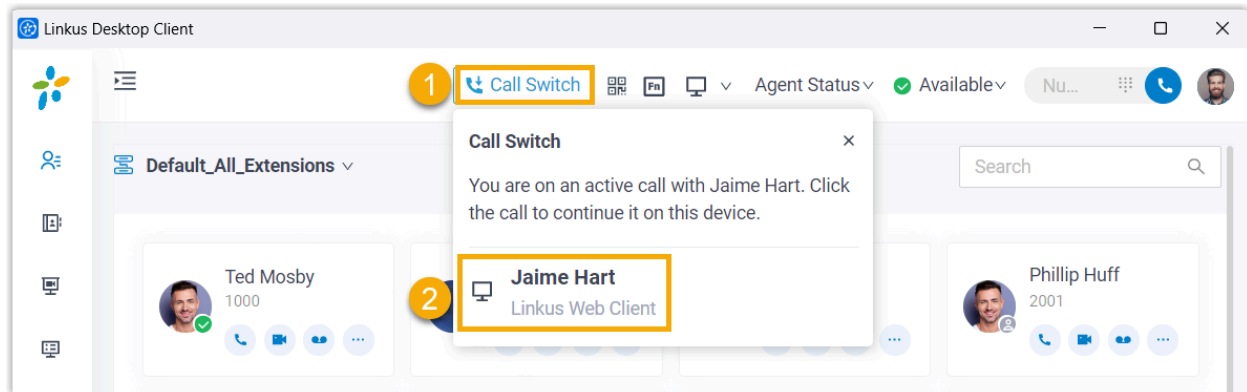 Linkus Desktop Client
1
Call Switch
Fn
Agent Status
Available
Nu...
Call Switch
You are on an active call with Jaime Hart. Click
the call to continue it on this device.
Default_All_Extensions
Search
Ted Mosby
1000
2
Jaime Hart
Linkus Web Client
Phillip Huff
2001